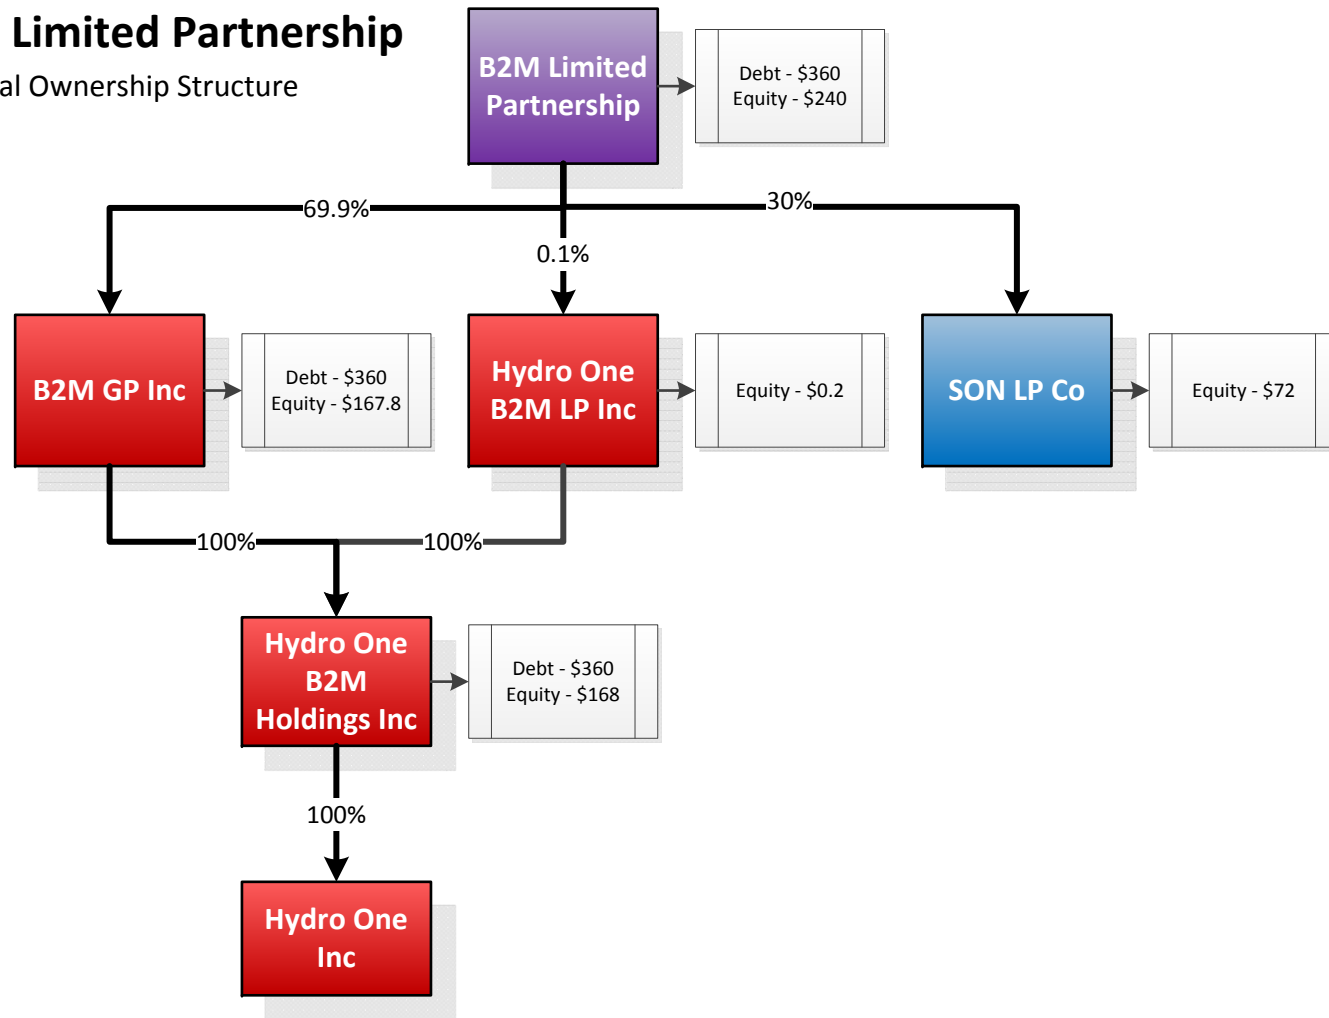 Limited Partnership
al Ownership Structure
B2M Limited
Partnership
Debt - $360
Equity - $240
69.9%
0.1%
30%
B2M GP Inc
Debt - $360
Equity - $167.8
Hydro One
B2M LP Inc
Equity - $0.2
SON LP Co
Equity - $72
100%
100%
Hydro One
B2M
Holdings Inc
Debt - $360
Equity - $168
100%
Hydro One
Inc